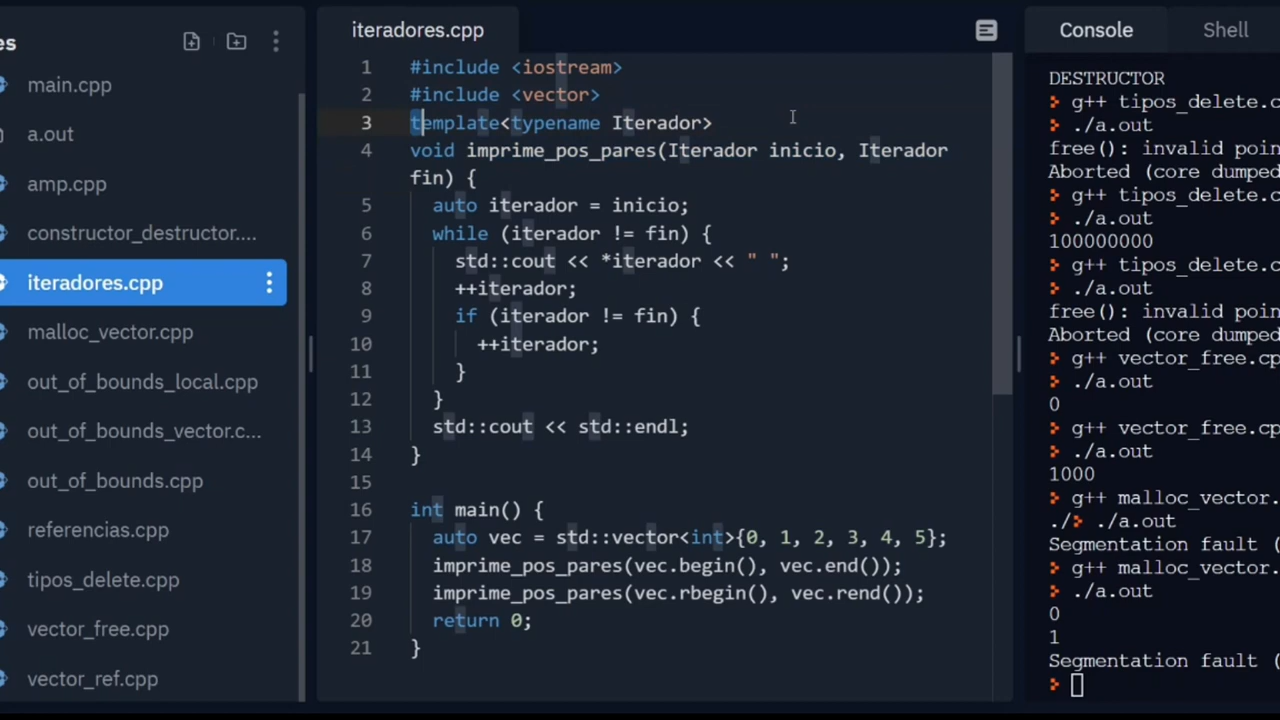 es
main.cpp
a.out
amp.cpp
constructor_destructor....
iteradores.cpp
malloc_vector.cpp
out_of_bounds_local.cpp
out_of_bounds_vector.c...
out_of_bounds.cpp
referencias.cpp
tipos_delete.cpp
vector_free.cpp
vector_ref.cpp
iteradores.cpp
1 #include <iostream>
2 #include <vector>
3 template<typename Iterador>
4 void imprime_pos_pares(Iterador inicio, Iterador
fin) {
5 auto iterador = inicio;
6 while (iterador != fin) {
7 std::cout << *iterador << " ";
8 ++iterador;
9 if (iterador != fin) {
10 ++iterador;
11 }
12 }
13 std::cout << std::endl;
14 }
15
16 int main() {
17 auto vec = std::vector<int>{0, 1, 2, 3, 4, 5};
18 imprime_pos_pares(vec.begin(), vec.end());
19 imprime_pos_pares(vec.rbegin(), vec.rend());
20 return 0;
21 }
Console Shell
DESTRUCTOR
g++ tipos_delete.c
./a.out
free(): invalid poin
Aborted (core dumped
g++ tipos_delete.c
./a.out
100000000
g++ tipos_delete.c
./a.out
free(): invalid poin
Aborted (core dumped
g++ vector_free.cp
./a.out
0
g++ vector_free.cp
./a.out
1000
g++ malloc_vector.
./ ./a.out
Segmentation fault (
g++ malloc_vector.
./a.out
0
1
Segmentation fault (